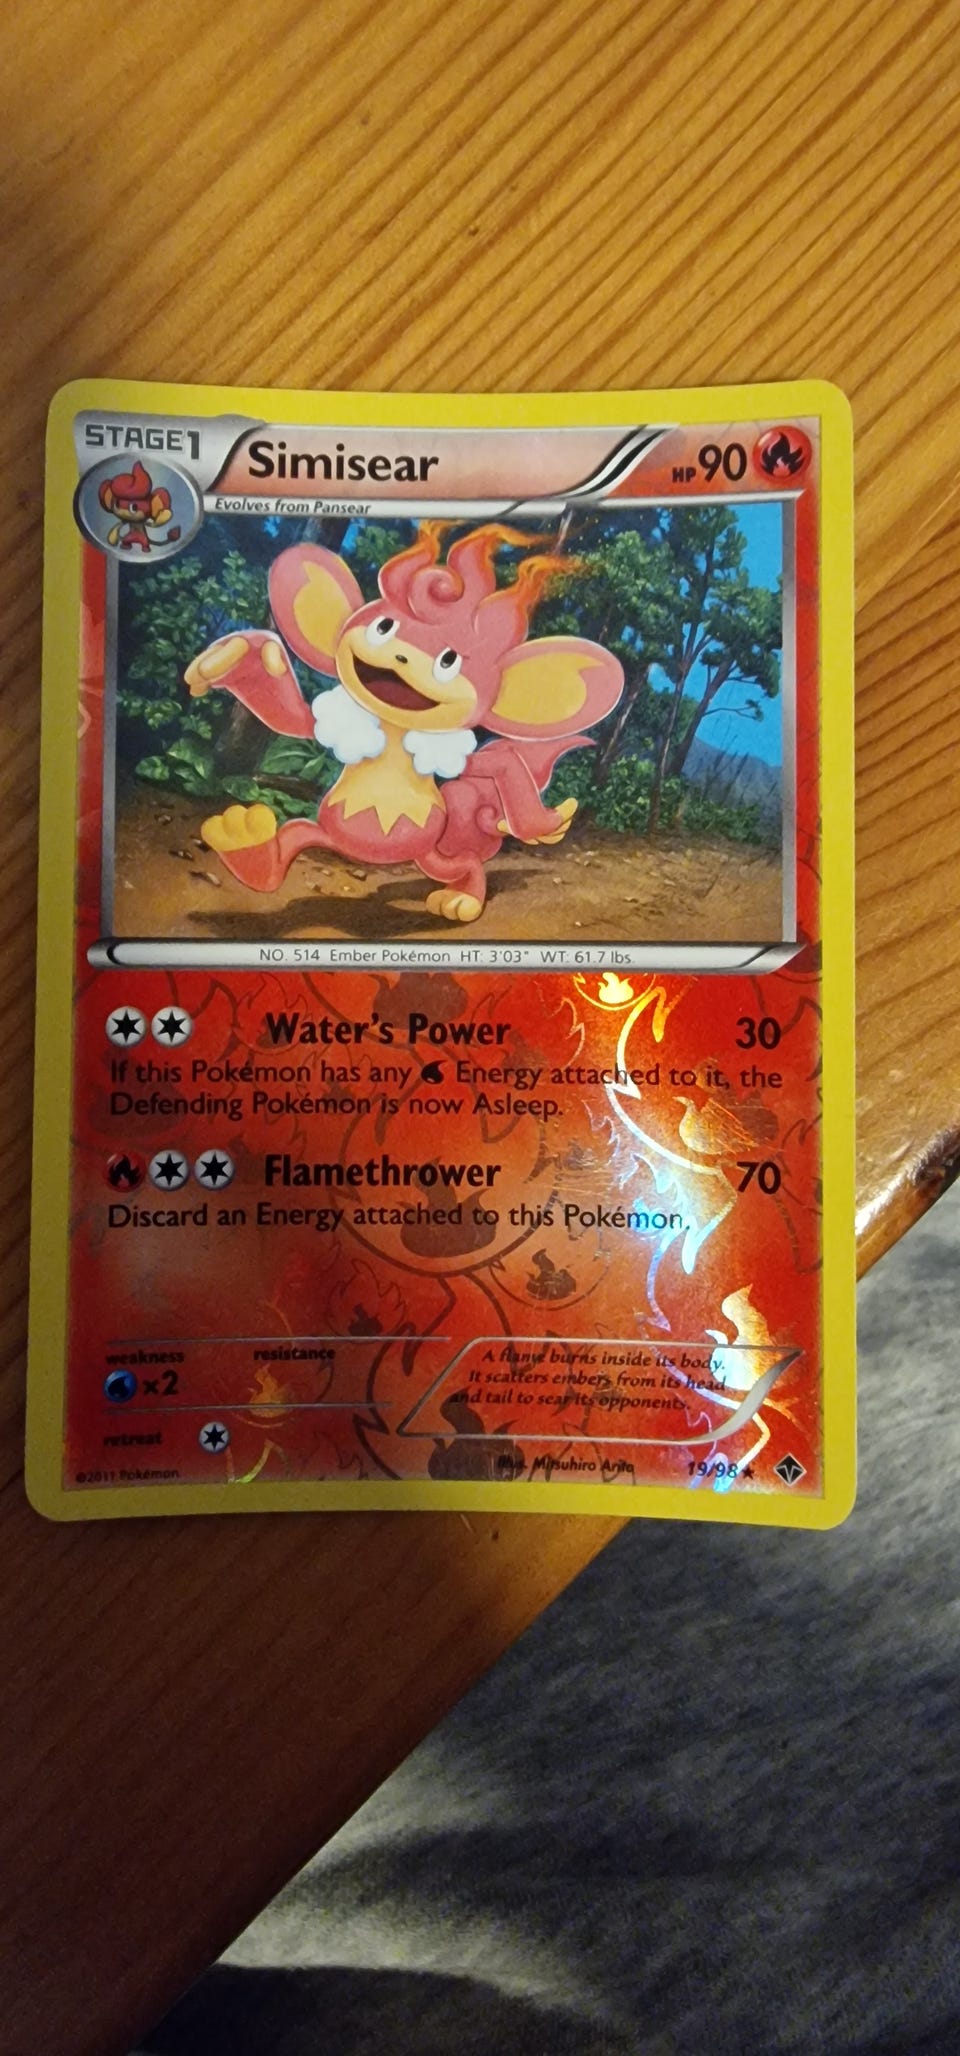 STAGE1
Simisear
HP 90
Evolves from Pansear
NO. 514 Ember Pokémon HT: 3'03" WT: 61.7 lbs.
Water's Power 30
If this Pokémon has any Energy attached to it, the
Defending Pokémon is now Asleep.
Flamethrower 70
Discard an Energy attached to this Pokémon.
weakness
×2
resistance
retreat
A flame burns inside its body.
It scatters embers from its head
and tail to sear its opponents.
©2011 Pokémon
Illus. Mitsuhiro Arita
19/98★